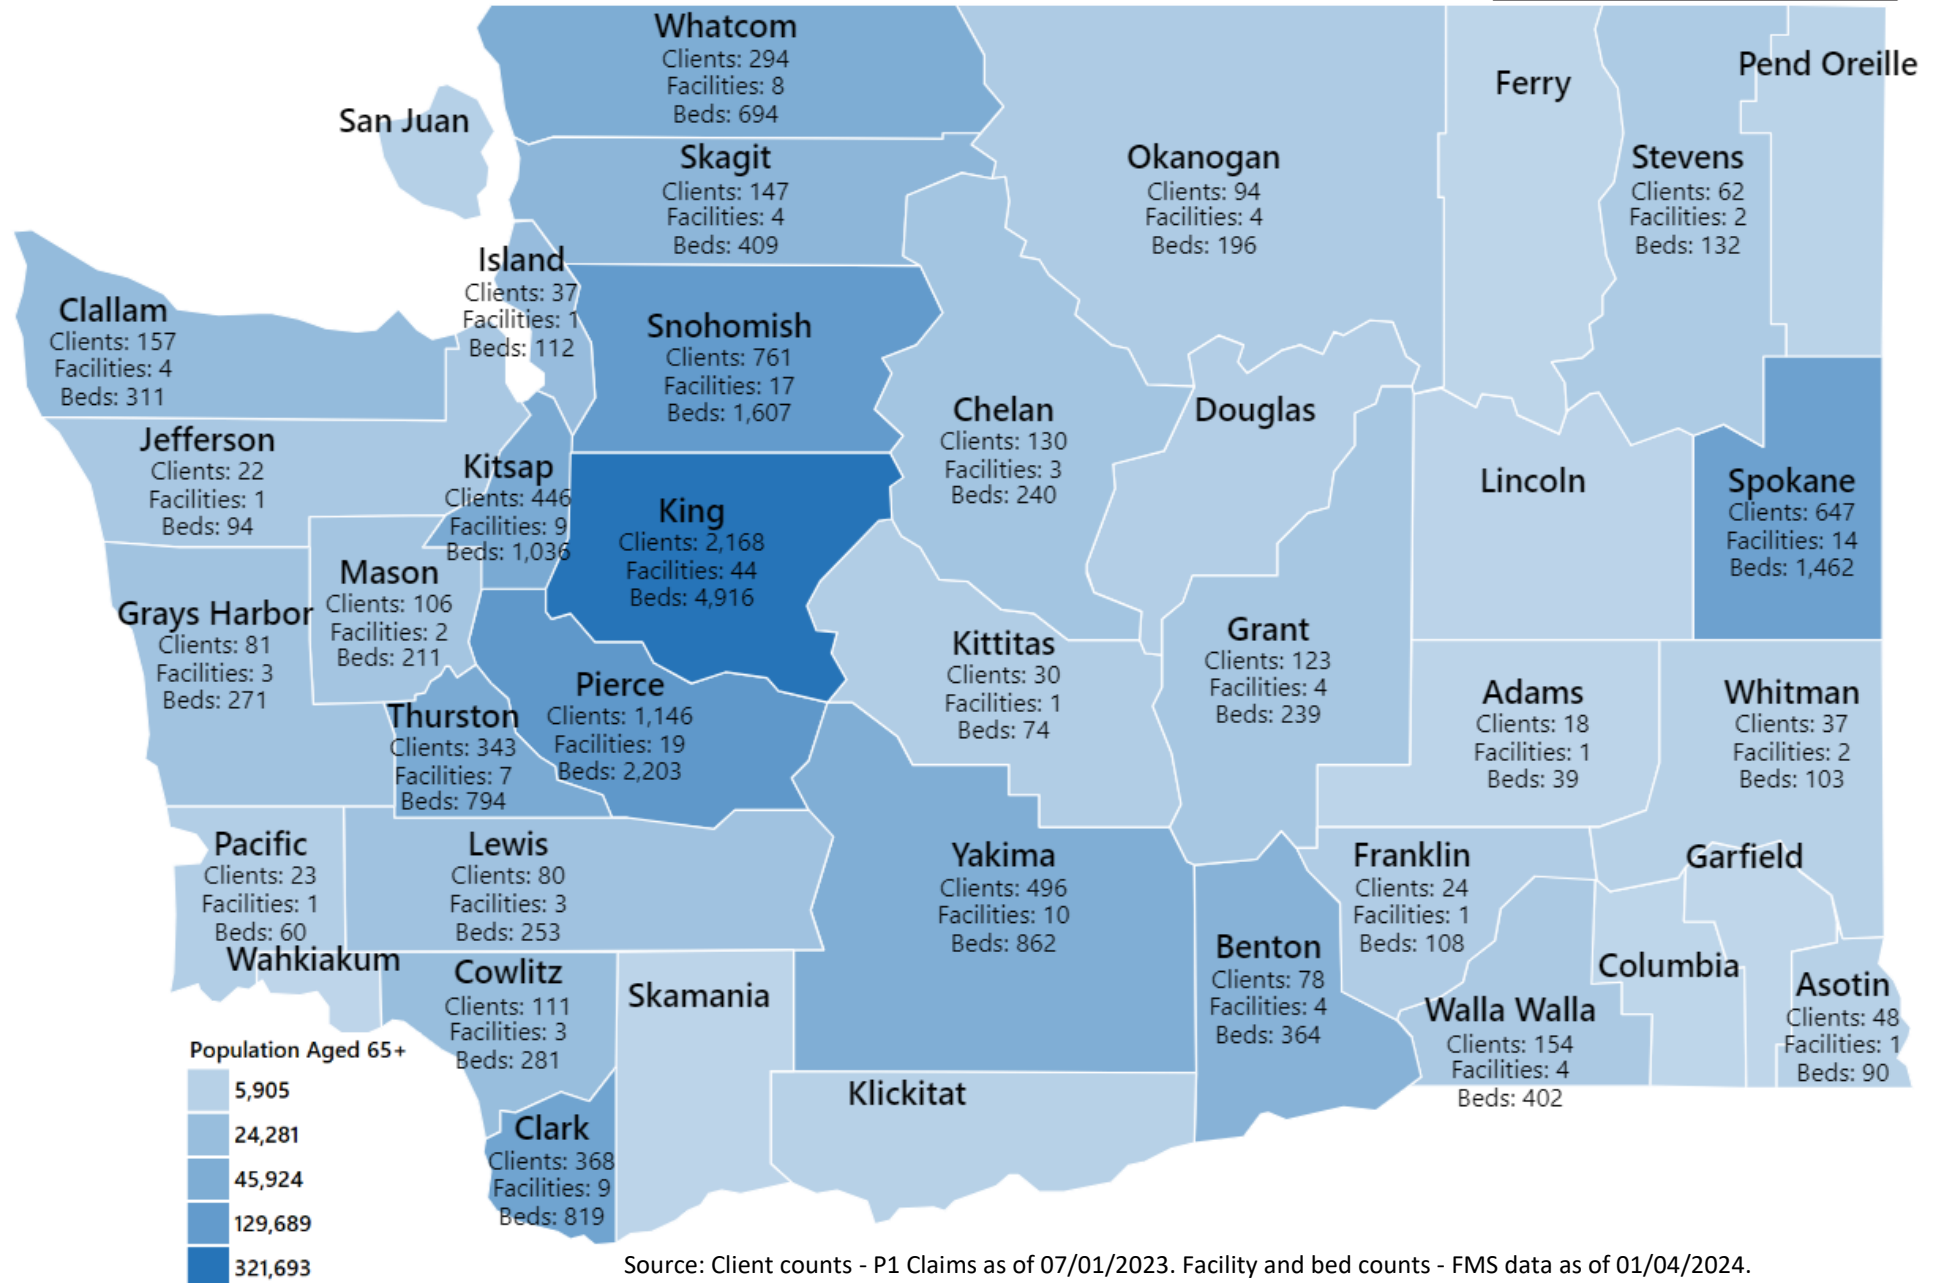 Whatcom
Clients: 294
Facilities: 8
Beds: 694
San Juan
Skagit
Clients: 147
Facilities: 4
Beds: 409
Okanogan
Clients: 94
Facilities: 4
Beds: 196
Ferry
Stevens
Clients: 62
Facilities: 2
Beds: 132
Pend Oreille
Island
Clients: 37
Facilities: 1
Beds: 112
Clallam
Clients: 157
Facilities: 4
Beds: 311
Snohomish
Clients: 761
Facilities: 17
Beds: 1,607
Chelan
Clients: 130
Facilities: 3
Beds: 240
Douglas
Jefferson
Clients: 22
Facilities: 1
Beds: 94
Kitsap
Clients: 446
Facilities: 9
Beds: 1,036
King
Clients: 2,168
Facilities: 44
Beds: 4,916
Lincoln
Spokane
Clients: 647
Facilities: 14
Beds: 1,462
Mason
Clients: 106
Facilities: 2
Beds: 211
Grays Harbor
Clients: 81
Facilities: 3
Beds: 271
Kittitas
Clients: 30
Facilities: 1
Beds: 74
Grant
Clients: 123
Facilities: 4
Beds: 239
Pierce
Clients: 1,146
Facilities: 19
Beds: 2,203
Thurston
Clients: 343
Facilities: 7
Beds: 794
Adams
Clients: 18
Facilities: 1
Beds: 39
Whitman
Clients: 37
Facilities: 2
Beds: 103
Pacific
Clients: 23
Facilities: 1
Beds: 60
Lewis
Clients: 80
Facilities: 3
Beds: 253
Yakima
Clients: 496
Facilities: 10
Beds: 862
Franklin
Clients: 24
Facilities: 1
Beds: 108
Garfield
Wahkiakum
Cowlitz
Clients: 111
Facilities: 3
Beds: 281
Skamania
Benton
Clients: 78
Facilities: 4
Beds: 364
Columbia
Walla Walla
Clients: 154
Facilities: 4
Beds: 402
Asotin
Clients: 48
Facilities: 1
Beds: 90
Klickitat
Clark
Clients: 368
Facilities: 9
Beds: 819
Population Aged 65+
5,905
24,281
45,924
129,689
321,693
Source: Client counts - P1 Claims as of 07/01/2023. Facility and bed counts - FMS data as of 01/04/2024.